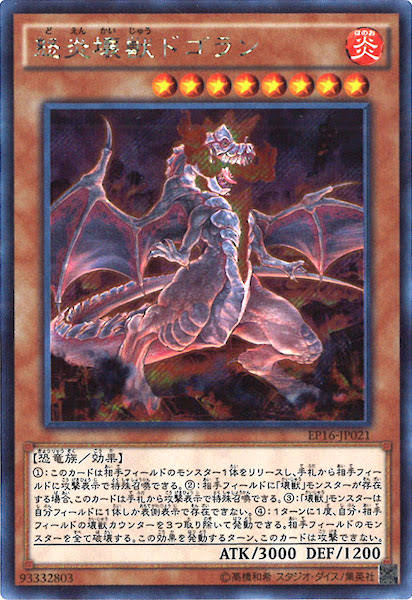 ど えん かい じゅう
怒炎壊獣ドゴラン
ほのお
炎
EP16-JP021
きょうりゅうぞく こうか
【恐竜族/効果】
①:このカードは相手フィールドのモンスター1体をリリースし、手札から相手フィー
ルドに攻撃表示で特殊召喚できる。②:相手フィールドに「壊獣」モンスターが存在
する場合、このカードは手札から攻撃表示で特殊召喚できる。③:「壊獣」モンスターは
自分フィールドに1体しか表側表示で存在できない。④:1ターンに1度、自分・相手
フィールドの壊獣カウンターを3つ取り除いて発動できる。相手フィールドのモン
スターを全て破壊する。この効果を発動するターン、このカードは攻撃できない。
ATK/3000 DEF/1200
93332803
©高橋和希 スタジオ・ダイス/集英社